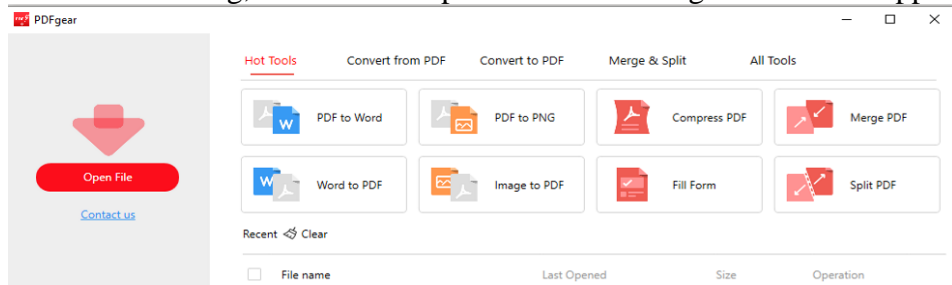 PDFgear
Hot Tools Convert from PDF Convert to PDF Merge & Split All Tools
PDF to Word PDF to PNG Compress PDF Merge PDF
Open File
Word to PDF Image to PDF Fill Form Split PDF
Contact us
Recent Clear
File name Last Opened Size Operation